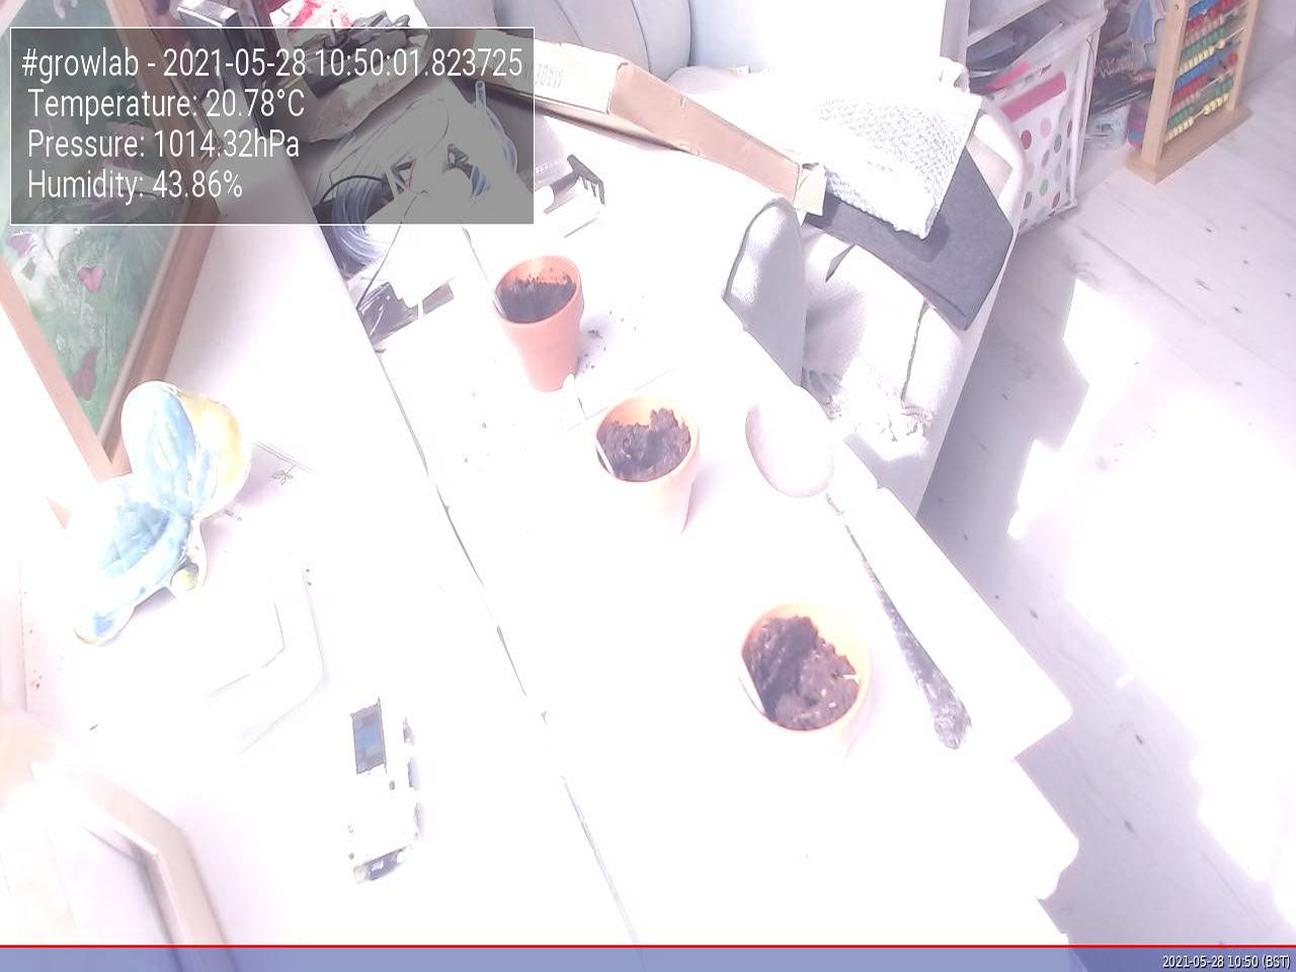 #growlab - 2021-05-28 10:50:01.823725
Temperature: 20.78°C
Pressure: 1014.32hPa
Humidity: 43.86%
2021-05-28 10:50 (BST)